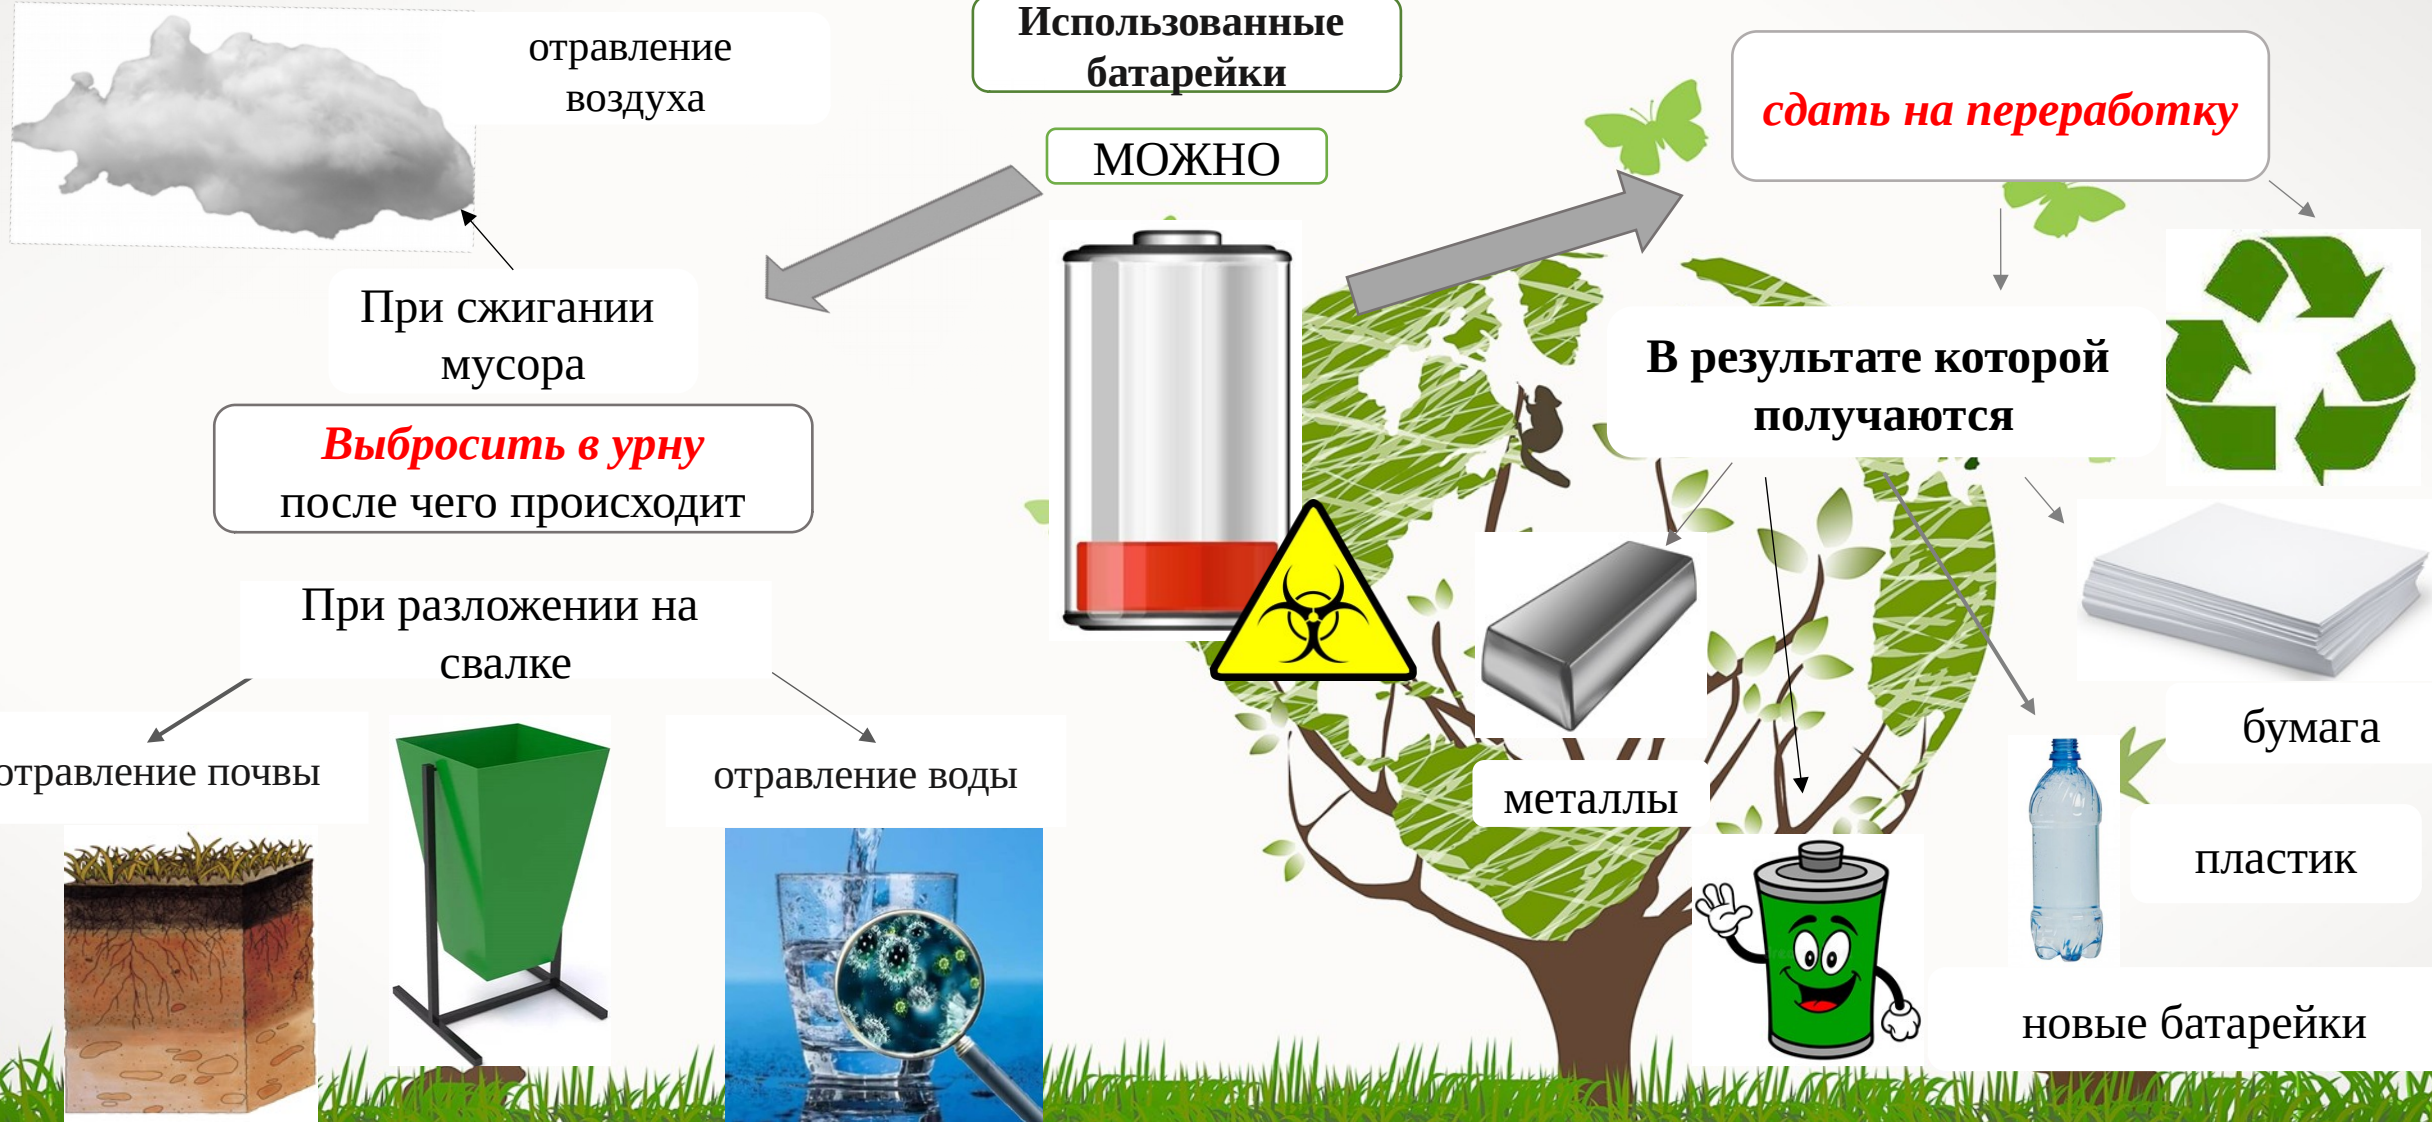 Использованные
батарейки
МОЖНО
отравление
воздуха
При сжигании
мусора
Выбросить в урну
после чего происходит
При разложении на
свалке
отравление почвы
отравление воды
сдать на переработку
В результате которой
получаются
металлы
бумага
пластик
новые батарейки